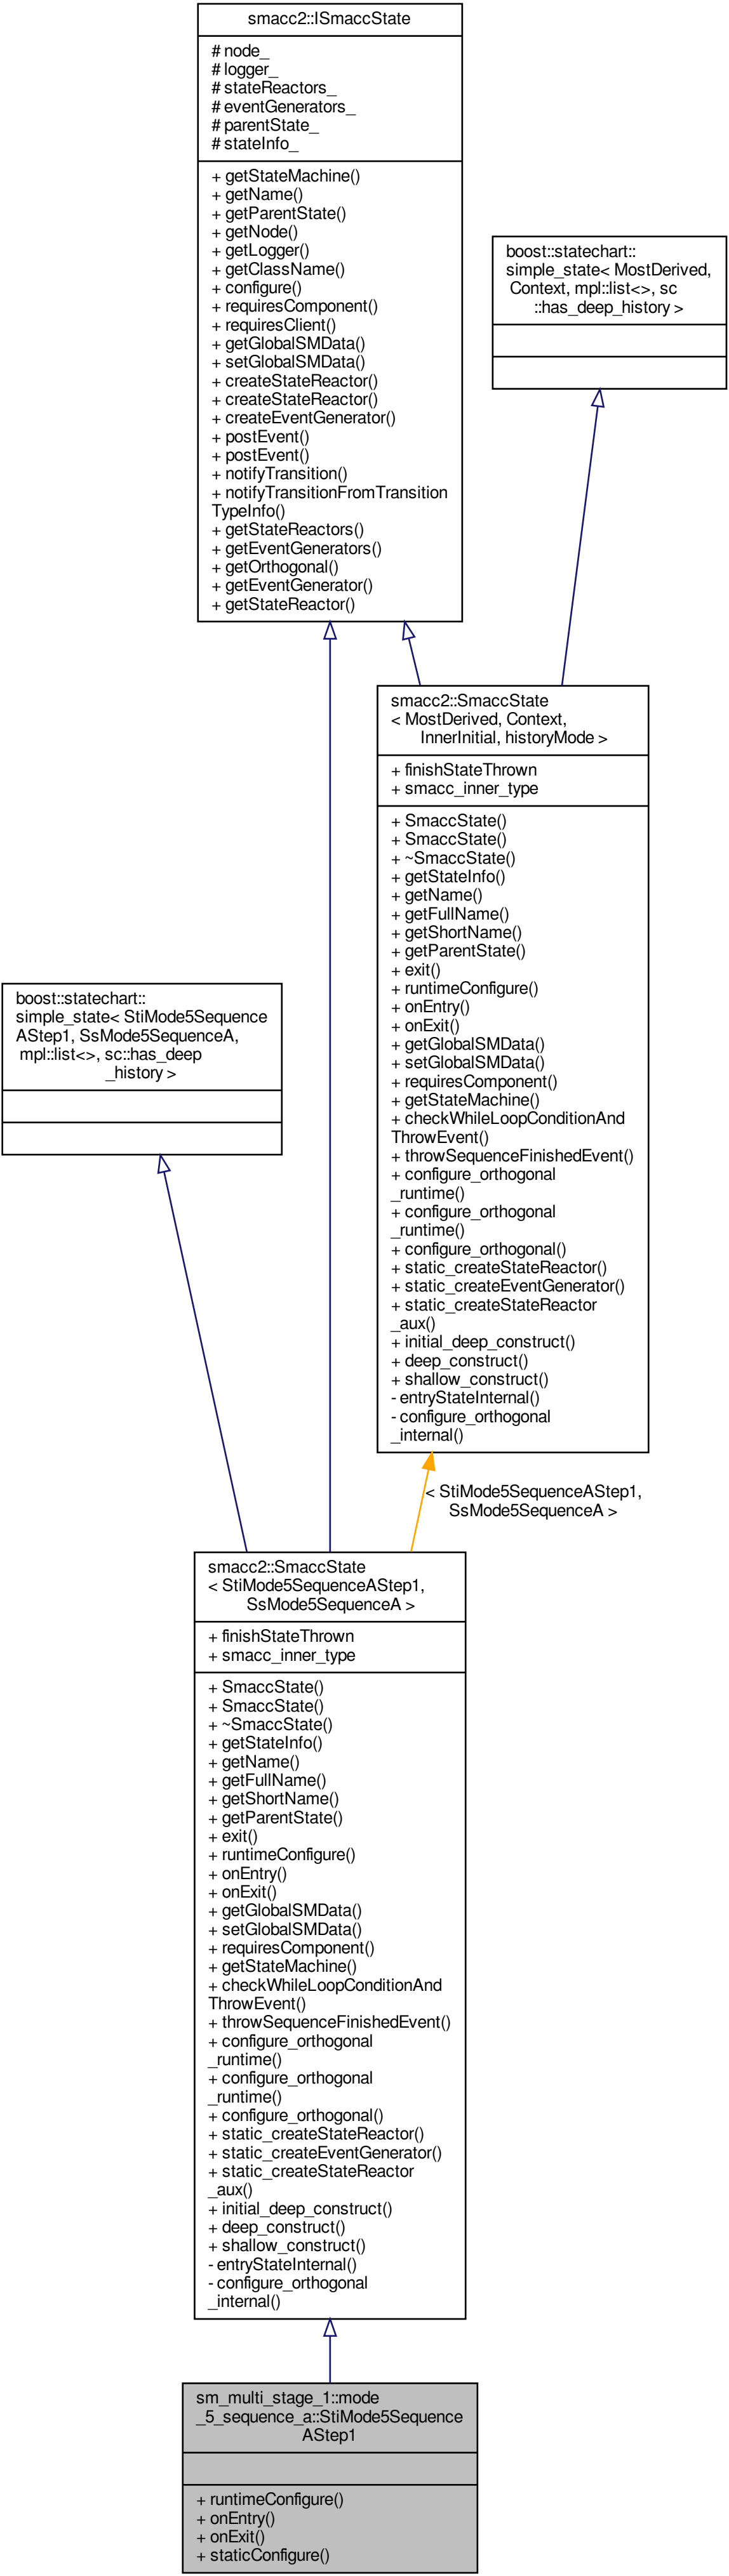 smacc2::ISmaccState
# node_
# logger_
# stateReactors_
# eventGenerators_
# parentState_
# stateInfo_
+ getStateMachine()
+ getName()
+ getParentState()
+ getNode()
+ getLogger()
+ getClassName()
+ configure()
+ requiresComponent()
+ requiresClient()
+ getGlobalSMData()
+ setGlobalSMData()
+ createStateReactor()
+ createStateReactor()
+ createEventGenerator()
+ postEvent()
+ postEvent()
+ notifyTransition()
+ notifyTransitionFromTransition
TypeInfo()
+ getStateReactors()
+ getEventGenerators()
+ getOrthogonal()
+ getEventGenerator()
+ getStateReactor()
boost::statechart::
simple_state< MostDerived,
Context, mpl::list<>, sc
::has_deep_history >
smacc2::SmaccState
< MostDerived, Context,
InnerInitial, historyMode >
+ finishStateThrown
+ smacc_inner_type
+ SmaccState()
+ SmaccState()
+ ~SmaccState()
+ getStateInfo()
+ getName()
+ getFullName()
+ getShortName()
+ getParentState()
+ exit()
+ runtimeConfigure()
+ onEntry()
+ onExit()
+ getGlobalSMData()
+ setGlobalSMData()
+ requiresComponent()
+ getStateMachine()
+ checkWhileLoopConditionAnd
ThrowEvent()
+ throwSequenceFinishedEvent()
+ configure_orthogonal
_runtime()
+ configure_orthogonal
_runtime()
+ configure_orthogonal()
+ static_createStateReactor()
+ static_createEventGenerator()
+ static_createStateReactor
_aux()
+ initial_deep_construct()
+ deep_construct()
+ shallow_construct()
- entryStateInternal()
- configure_orthogonal
_internal()
boost::statechart::
simple_state< StiMode5Sequence
AStep1, SsMode5SequenceA,
mpl::list<>, sc::has_deep
_history >
< StiMode5SequenceAStep1,
SsMode5SequenceA >
smacc2::SmaccState
< StiMode5SequenceAStep1,
SsMode5SequenceA >
+ finishStateThrown
+ smacc_inner_type
+ SmaccState()
+ SmaccState()
+ ~SmaccState()
+ getStateInfo()
+ getName()
+ getFullName()
+ getShortName()
+ getParentState()
+ exit()
+ runtimeConfigure()
+ onEntry()
+ onExit()
+ getGlobalSMData()
+ setGlobalSMData()
+ requiresComponent()
+ getStateMachine()
+ checkWhileLoopConditionAnd
ThrowEvent()
+ throwSequenceFinishedEvent()
+ configure_orthogonal
_runtime()
+ configure_orthogonal
_runtime()
+ configure_orthogonal()
+ static_createStateReactor()
+ static_createEventGenerator()
+ static_createStateReactor
_aux()
+ initial_deep_construct()
+ deep_construct()
+ shallow_construct()
- entryStateInternal()
- configure_orthogonal
_internal()
sm_multi_stage_1::mode
_5_sequence_a::StiMode5Sequence
AStep1
+ runtimeConfigure()
+ onEntry()
+ onExit()
+ staticConfigure()